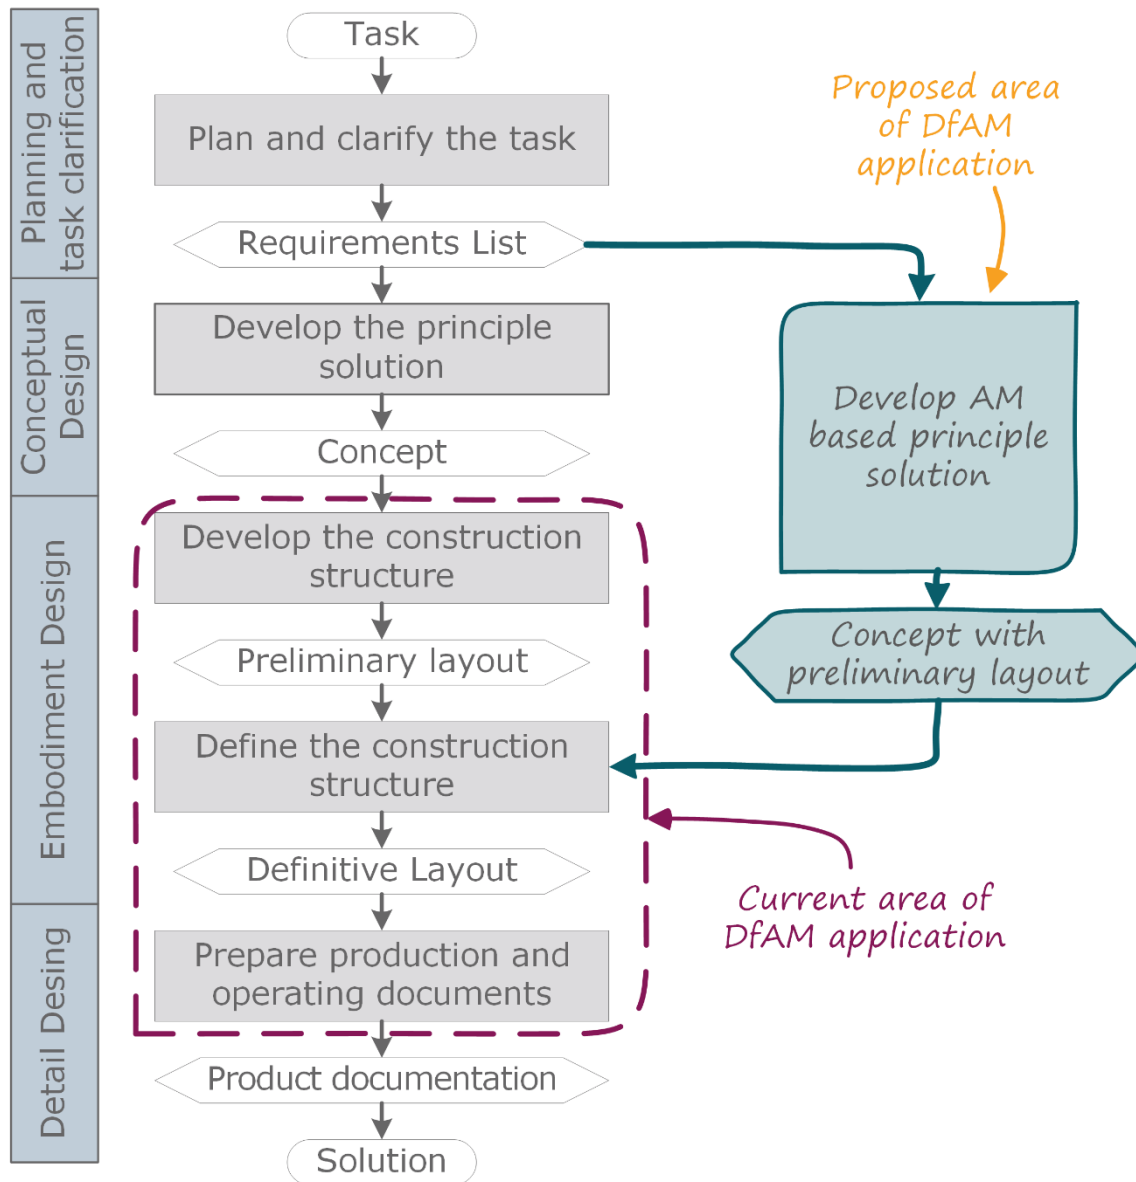 Planning and
task clarification
Conceptual
Design
Embodiment Design
Detail Desing
Task
Plan and clarify the task
Requirements List
Develop the principle
solution
Concept
Develop the construction
structure
Preliminary layout
Define the construction
structure
Definitive Layout
Prepare production and
operating documents
Product documentation
Solution
Proposed area
of DfAM
application
Develop AM
based principle
solution
Concept with
preliminary layout
Current area of
DfAM application